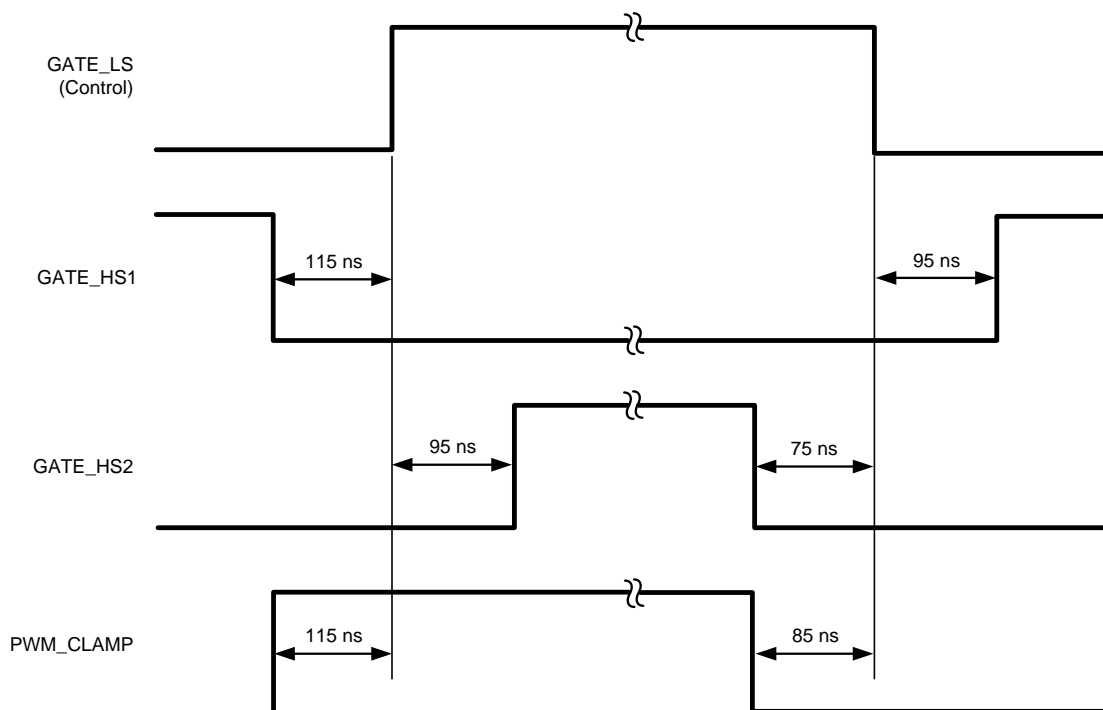 GATE_LS
(Control)
115 ns
95 ns
GATE_HS1
95 ns
75 ns
GATE_HS2
115 ns
85 ns
PWM_CLAMP